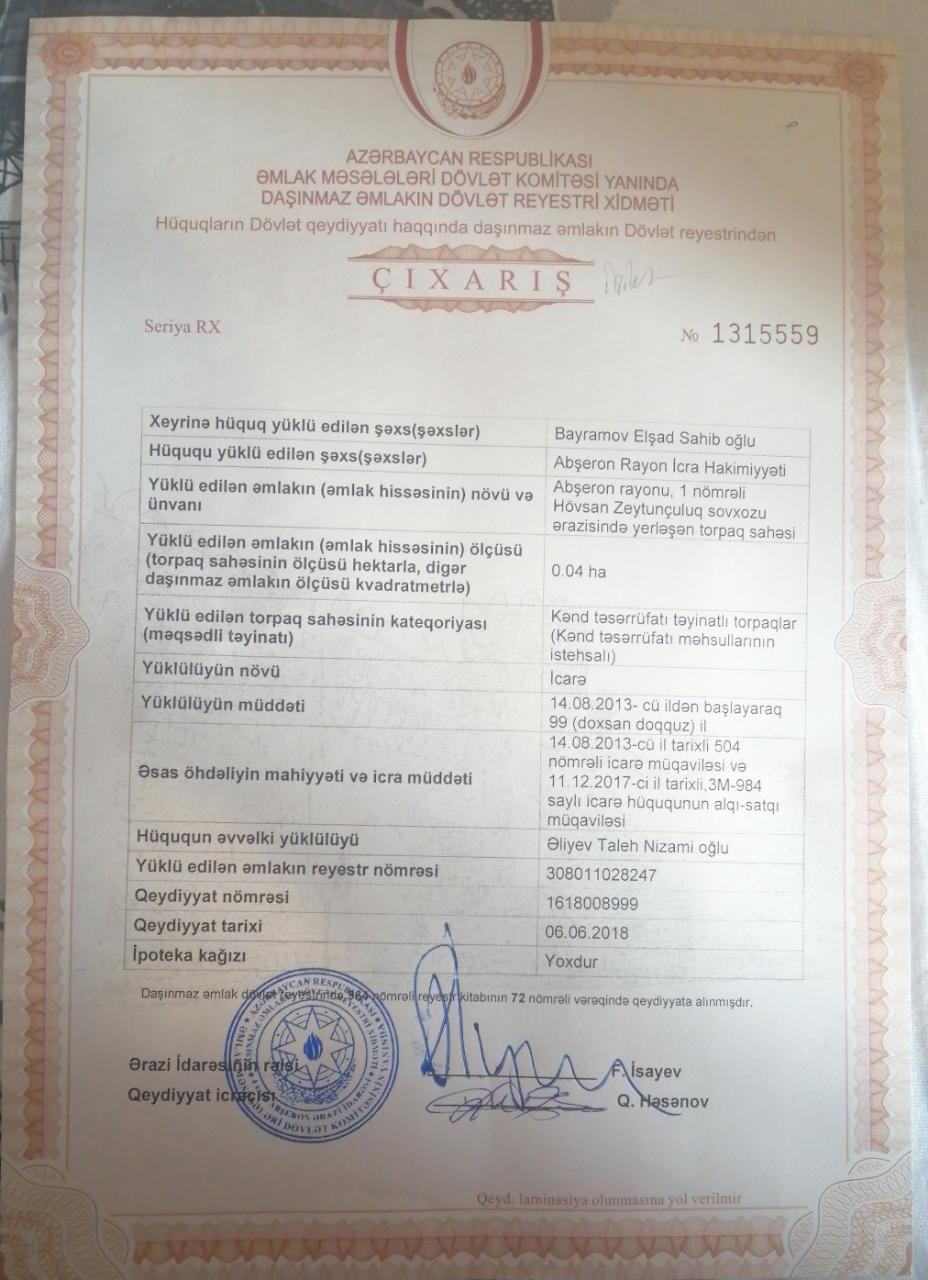 AZƏRBAYCAN RESPUBLİKASI
ƏMLAK MƏSƏLƏLƏRİ DÖVLƏT KOMİTƏSİ YANINDA
DAŞINMAZ ƏMLAKIN DÖVLƏT REYESTRİ XİDMƏTİ
Hüquqların Dövlət qeydiyyatı haqqında daşınmaz əmlakın Dövlət reyestrindən
ÇIXARIŞ
Seriya RX
№ 1315559
Xeyrinə hüquq yüklü edilən şəxs(şəxslər)
Bayramov Elşad Sahib oğlu
Hüququ yüklü edilən şəxs(şəxslər)
Abşeron Rayon İcra Hakimiyyəti
Yüklü edilən əmlakın (əmlak hissəsinin) növü və
ünvanı
Abşeron rayonu, 1 nömrəli
Hövsan Zeytunçuluq sovxozu
ərazisində yerləşən torpaq sahəsi
Yüklü edilən əmlakın (əmlak hissəsinin) ölçüsü
(torpaq sahəsinin ölçüsü hektarla, digər
daşınmaz əmlakın ölçüsü kvadratmetrlə)
0.04 ha
Yüklü edilən torpaq sahəsinin kateqoriyası
(məqsədli təyinatı)
Kənd təsərrüfatı təyinatlı torpaqlar
(Kənd təsərrüfatı məhsullarının
istehsalı)
Yüklülüyün növü
İcarə
Yüklülüyün müddəti
14.08.2013- cü ildən başlayaraq
99 (doxsan doqquz) il
Əsas öhdəliyin mahiyyəti və icra müddəti
14.08.2013-cü il tarixli 504
nömrəli icarə müqaviləsi və
11.12.2017-ci il tarixli,3M-984
saylı icarə hüququnun alqı-satqı
müqaviləsi
Hüququn əvvəlki yüklülüyü
Əliyev Taleh Nizami oğlu
Yüklü edilən əmlakın reyestr nömrəsi
308011028247
Qeydiyyat nömrəsi
1618008999
Qeydiyyat tarixi
06.06.2018
İpoteka kağızı
Yoxdur
Daşınmaz əmlak dövlət reyestrində nömrəli reyestr kitabının 72 nömrəli vərəqində qeydiyyata alınmışdır.
Ərazi İdarəsinin rəisi
F. İsayev
Qeydiyyat icraçısı
Q. Həsənov
Qeyd: laminasiya olunmasına yol verilmir